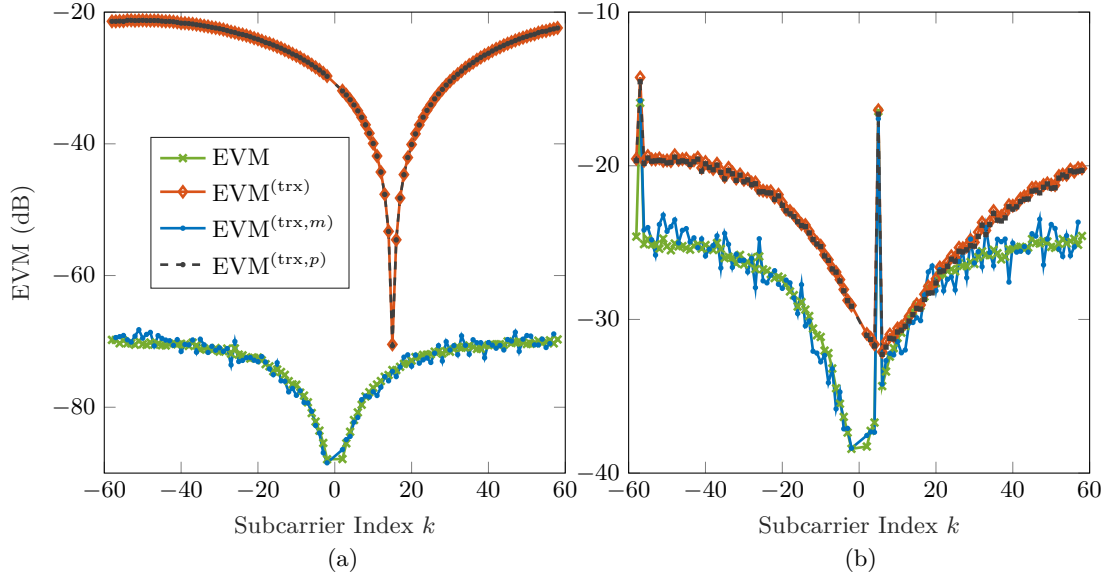 −20
−40
−60
−80
EVM (dB)
EVM
EVM(trx)
EVM(trx,m)
EVM(trx,p)
−60 −40 −20 0 20 40 60
Subcarrier Index k
(a)
−10
−20
−30
−40
−60 −40 −20 0 20 40 60
Subcarrier Index k
(b)